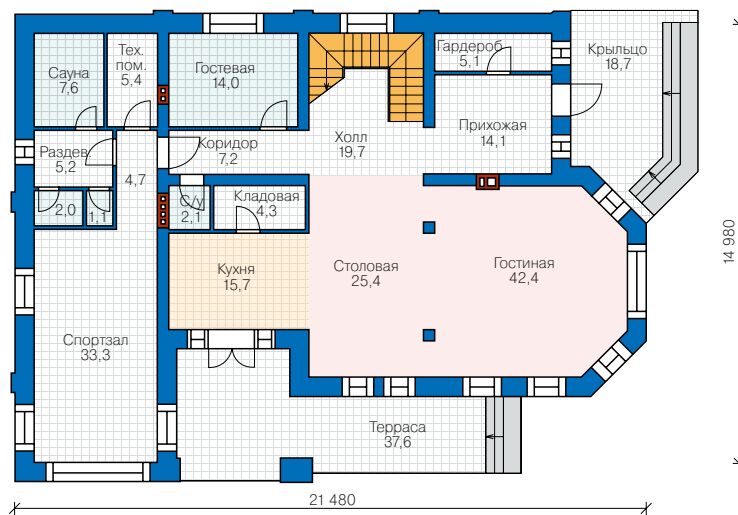 Сауна
7,6
Тех.
пом.
5,4
Гостевая
14,0
Гардероб
5,1
Крыльцо
18,7
Прихожая
14,1
Холл
19,7
Коридор
7,2
Раздев.
5,2
4,7
2,0
1,1
С/у
2,1
Кладовая
4,3
Кухня
15,7
Столовая
25,4
Гостиная
42,4
Спортзал
33,3
Терраса
37,6
14 980
21 480